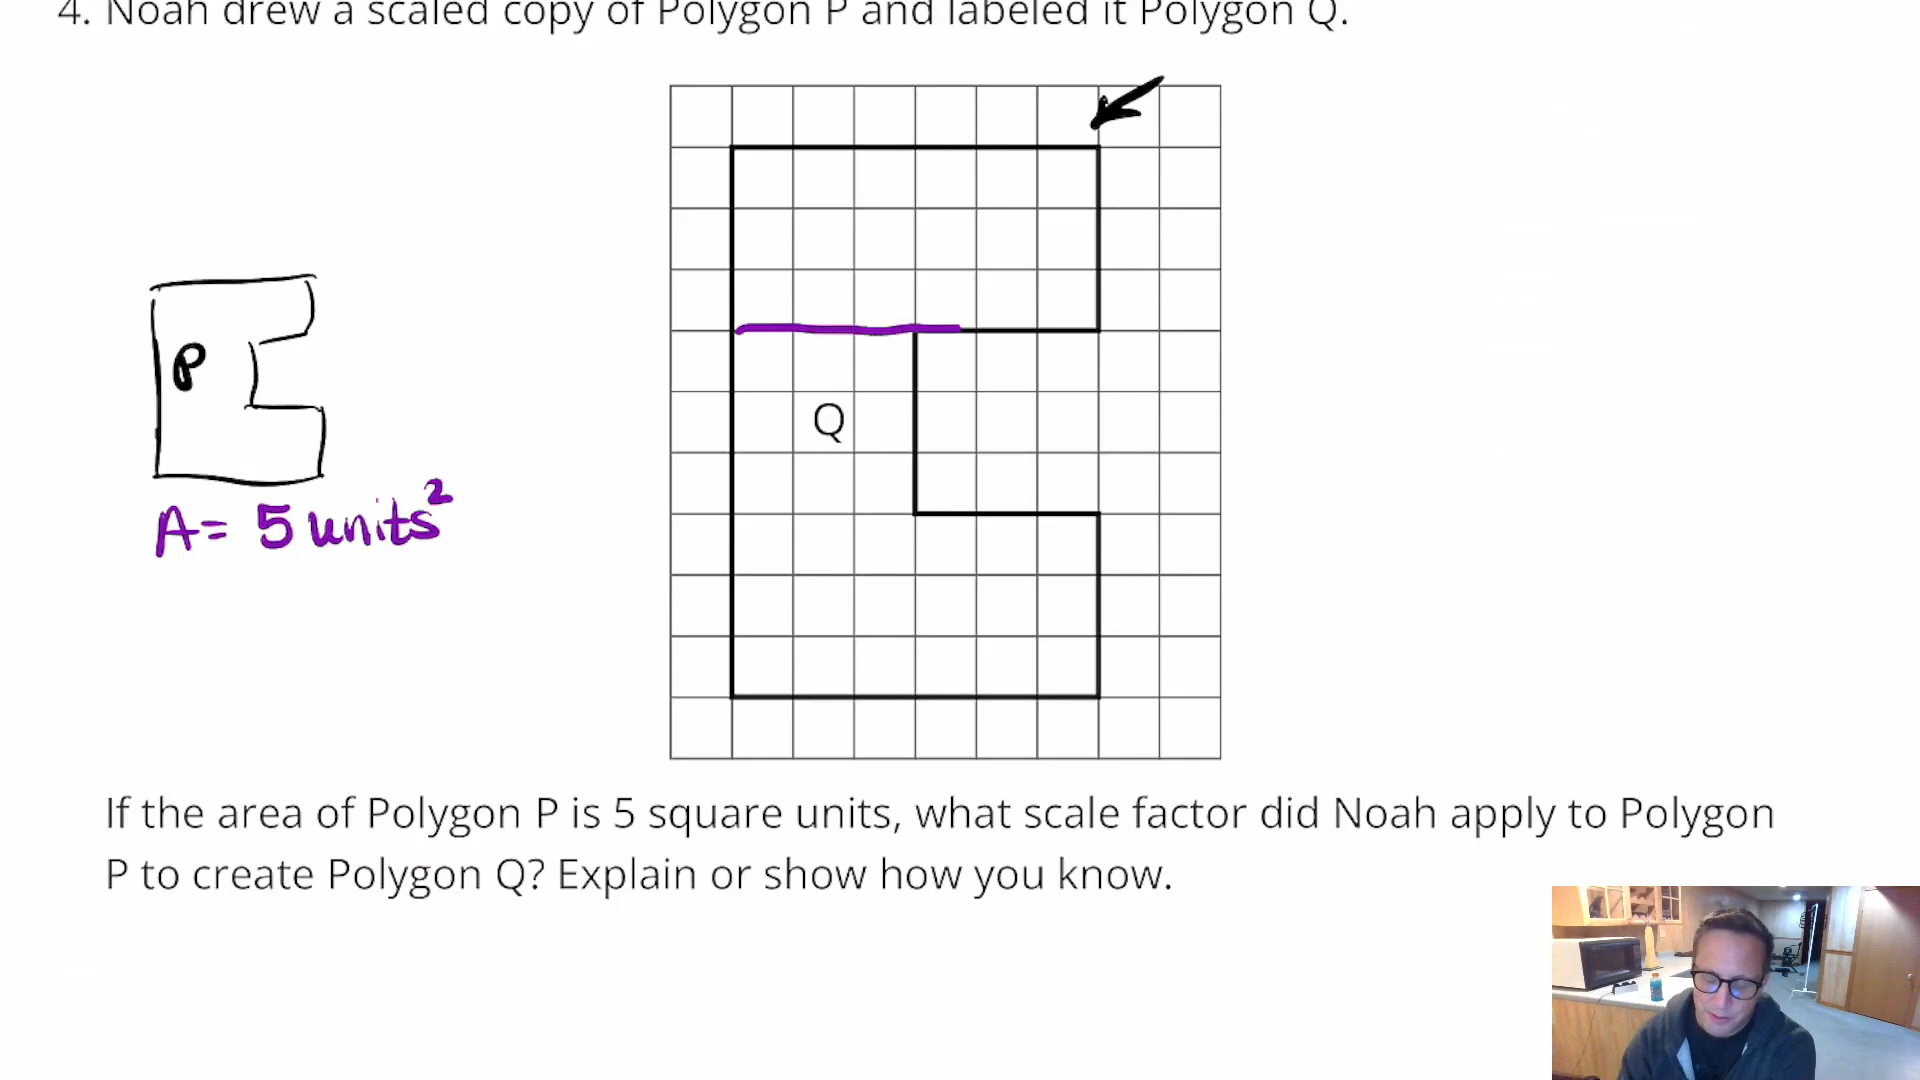 4. Noah drew a scaled copy of Polygon P and labeled it Polygon Q.
P
Q
A= 5 units²
If the area of Polygon P is 5 square units, what scale factor did Noah apply to Polygon
P to create Polygon Q? Explain or show how you know.